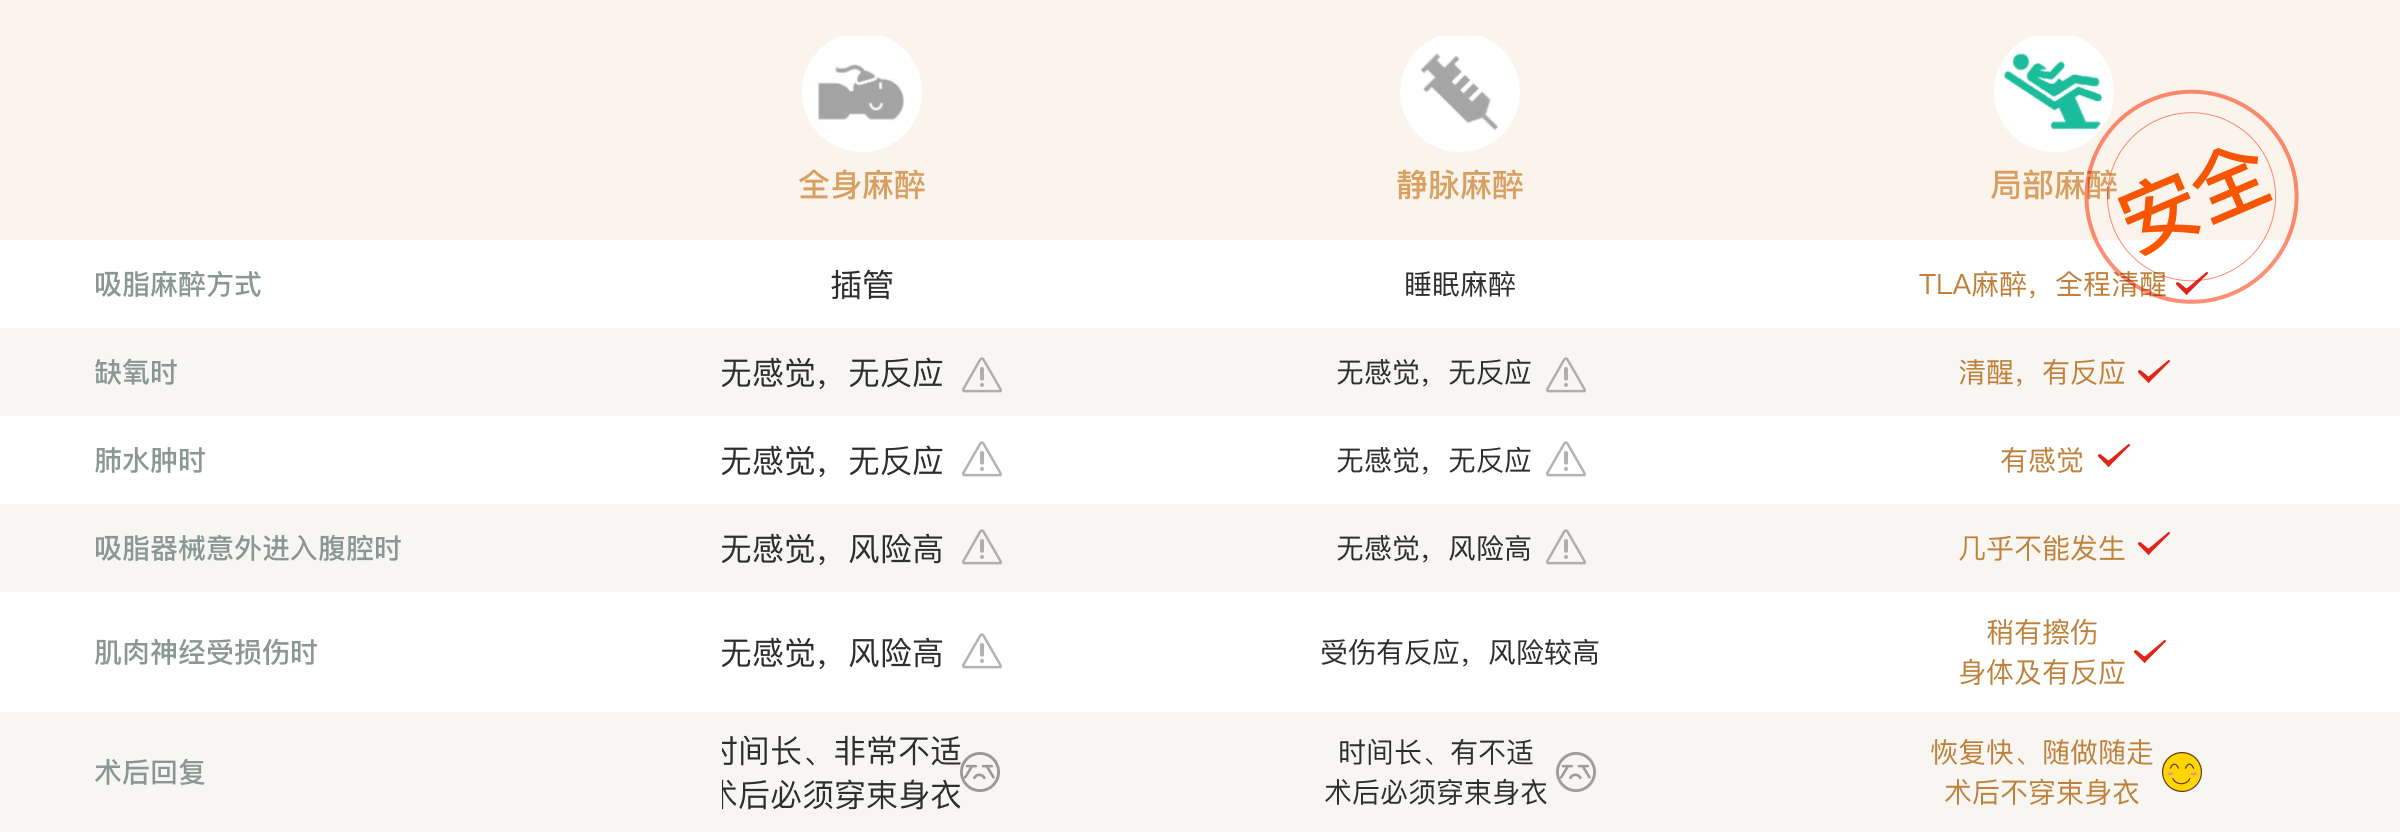 全身麻醉
静脉麻醉
局部麻醉
安全
吸脂麻醉方式
插管
睡眠麻醉
TLA麻醉，全程清醒
缺氧时
无感觉，无反应
无感觉，无反应
清醒，有反应
肺水肿时
无感觉，无反应
无感觉，无反应
有感觉
吸脂器械意外进入腹腔时
无感觉，风险高
无感觉，风险高
几乎不能发生
肌肉神经受损伤时
无感觉，风险高
受伤有反应，风险较高
稍有擦伤
身体及有反应
术后回复
时间长、非常不适
术后必须穿束身衣
时间长、有不适
术后必须穿束身衣
恢复快、随做随走
术后不穿束身衣